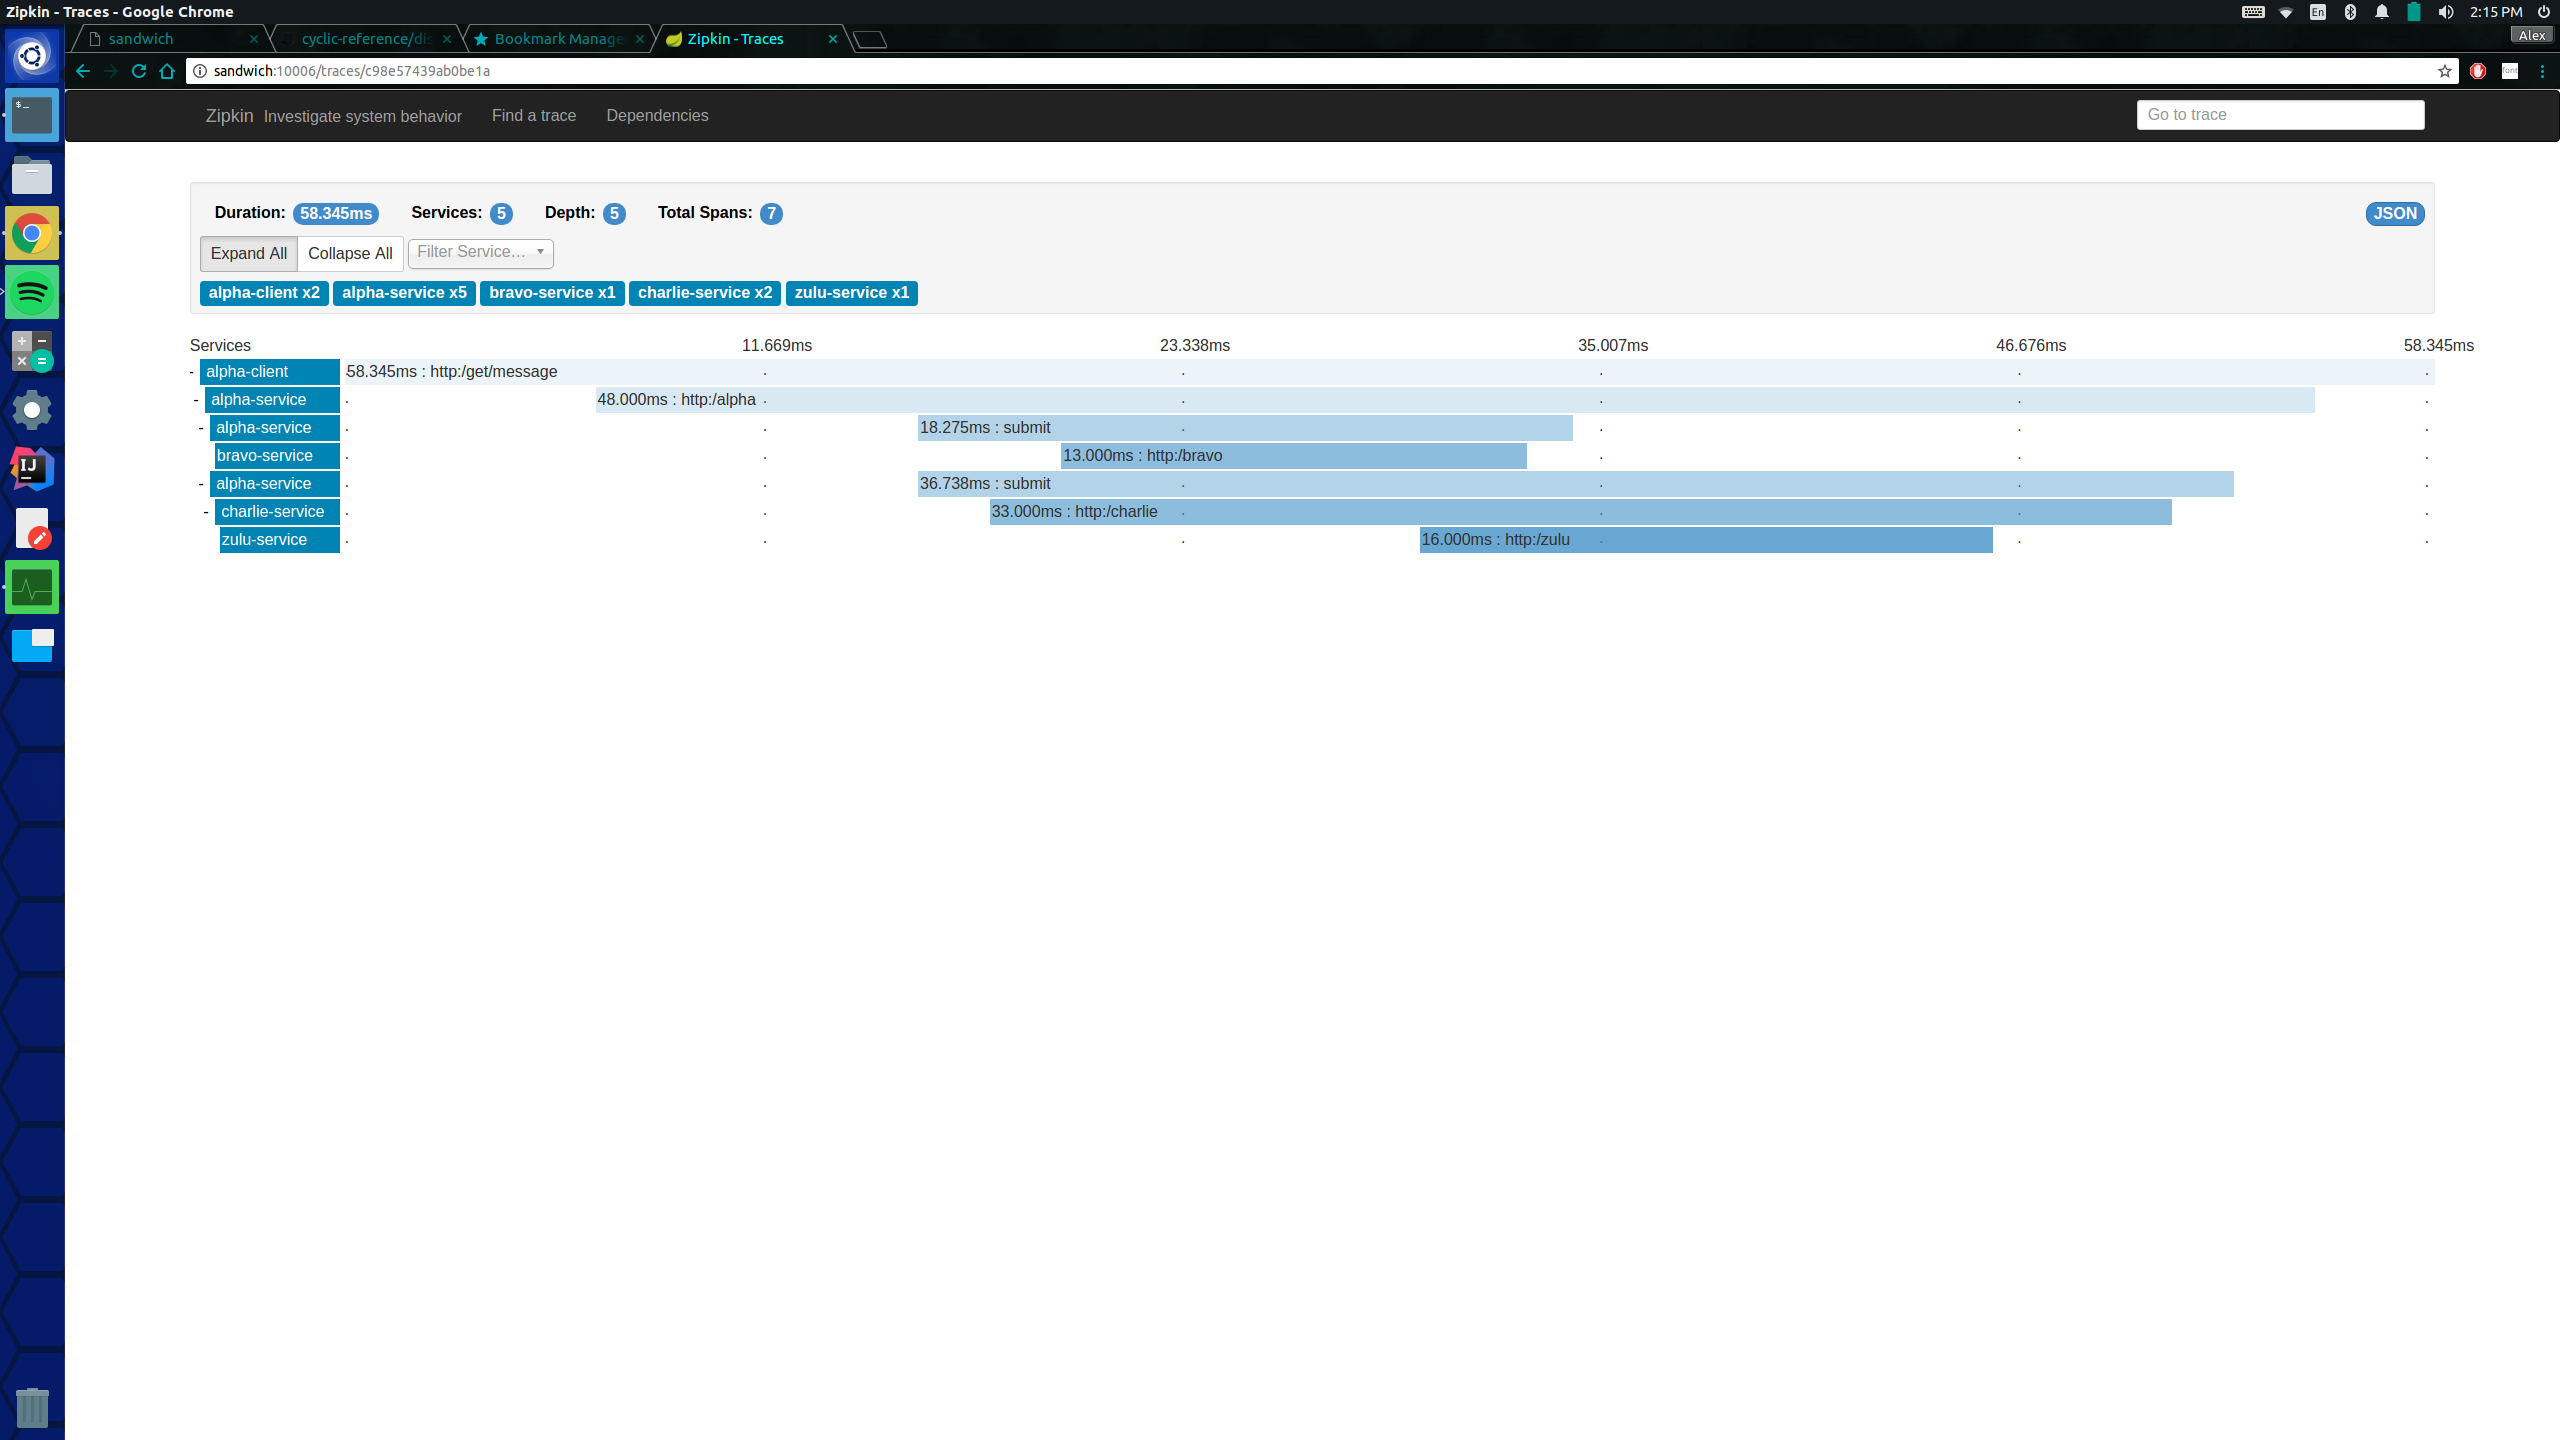 Zipkin - Traces - Google Chrome
En
2:15 PM
sandwich
cyclic-reference/dis
Bookmark Manage
Zipkin - Traces
Alex
sandwich:10006/traces/c98e57439ab0be1a
font
Zipkin Investigate system behavior Find a trace Dependencies
Go to trace
Duration: 58.345ms Services: 5 Depth: 5 Total Spans: 7
JSON
Expand All Collapse All Filter Service…
alpha-client x2 alpha-service x5 bravo-service x1 charlie-service x2 zulu-service x1
Services 11.669ms 23.338ms 35.007ms 46.676ms 58.345ms
- alpha-client 58.345ms : http:/get/message
- alpha-service 48.000ms : http:/alpha
- alpha-service 18.275ms : submit
bravo-service 13.000ms : http:/bravo
- alpha-service 36.738ms : submit
- charlie-service 33.000ms : http:/charlie
zulu-service 16.000ms : http:/zulu
$_
IJ